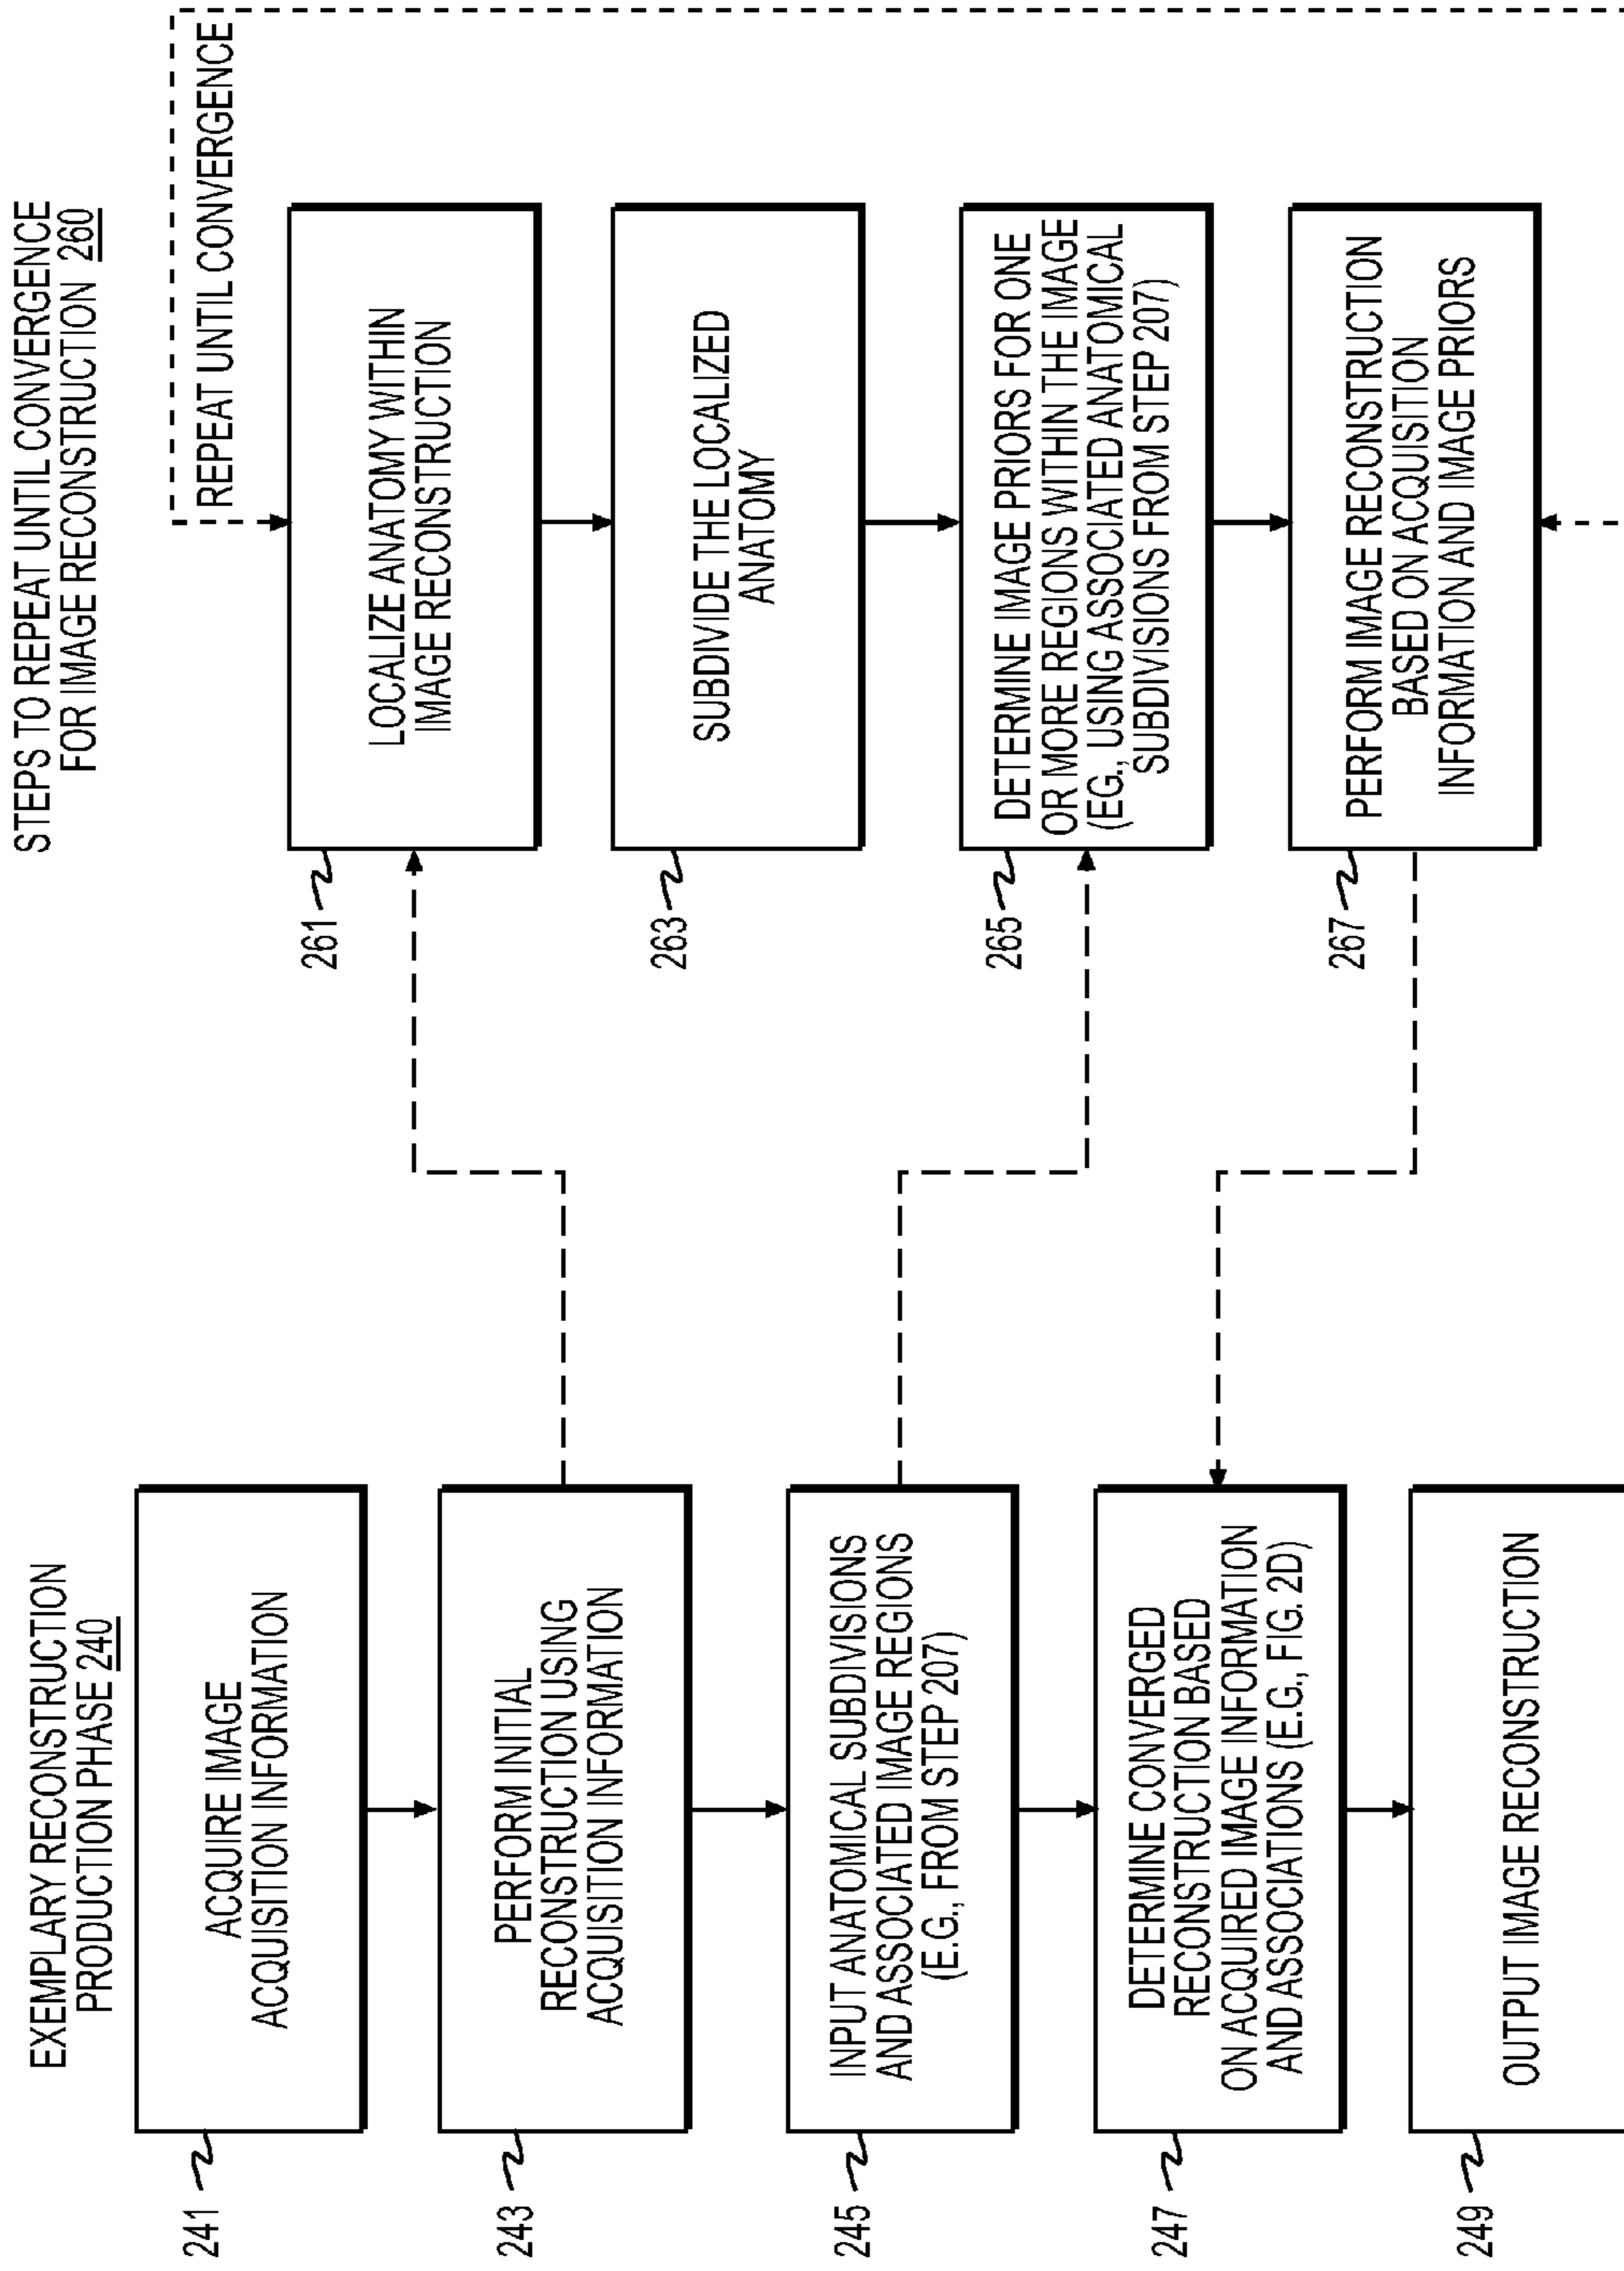 EXEMPLARY RECONSTRUCTION
PRODUCTION PHASE 240
241
ACQUIRE IMAGE
ACQUISITION INFORMATION
243
PERFORM INITIAL
RECONSTRUCTION USING
ACQUISITION INFORMATION
245
INPUT ANATOMICAL SUBDIVISIONS
AND ASSOCIATED IMAGE REGIONS
(E.G., FROM STEP 207)
247
DETERMINE CONVERGED
RECONSTRUCTION BASED
ON ACQUIRED IMAGE INFORMATION
AND ASSOCIATIONS (E.G., FIG. 2D)
249
OUTPUT IMAGE RECONSTRUCTION
STEPS TO REPEAT UNTIL CONVERGENCE
FOR IMAGE RECONSTRUCTION 260
REPEAT UNTIL CONVERGENCE
261
LOCALIZE ANATOMY WITHIN
IMAGE RECONSTRUCTION
263
SUBDIVIDE THE LOCALIZED
ANATOMY
265
DETERMINE IMAGE PRIORS FOR ONE
OR MORE REGIONS WITHIN THE IMAGE
(EG., USING ASSOCIATED ANATOMICAL
SUBDIVISIONS FROM STEP 207)
267
PERFORM IMAGE RECONSTRUCTION
BASED ON ACQUISITION
INFORMATION AND IMAGE PRIORS